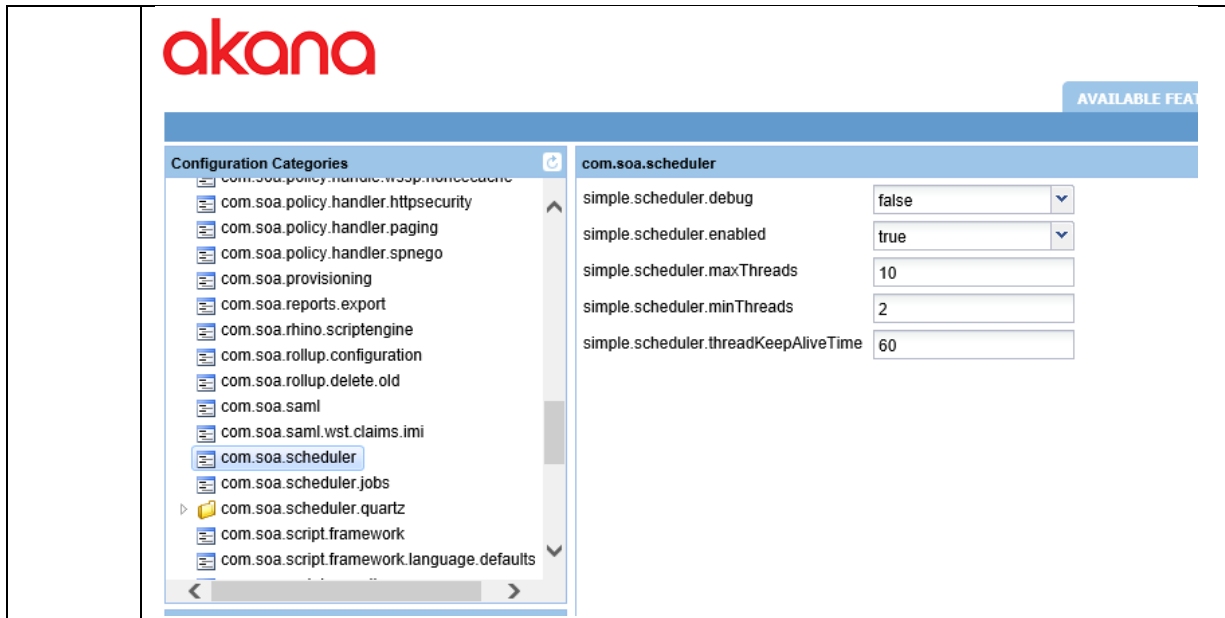 akana
AVAILABLE FEAT
Configuration Categories
com.soa.policy.handler.httpsecurity
com.soa.policy.handler.paging
com.soa.policy.handler.spnego
com.soa.provisioning
com.soa.reports.export
com.soa.rhino.scriptengine
com.soa.rollup.configuration
com.soa.rollup.delete.old
com.soa.saml
com.soa.saml.wst.claims.imi
com.soa.scheduler
com.soa.scheduler.jobs
com.soa.scheduler.quartz
com.soa.script.framework
com.soa.script.framework.language.defaults
com.soa.scheduler
simple.scheduler.debug false
simple.scheduler.enabled true
simple.scheduler.maxThreads 10
simple.scheduler.minThreads 2
simple.scheduler.threadKeepAliveTime 60